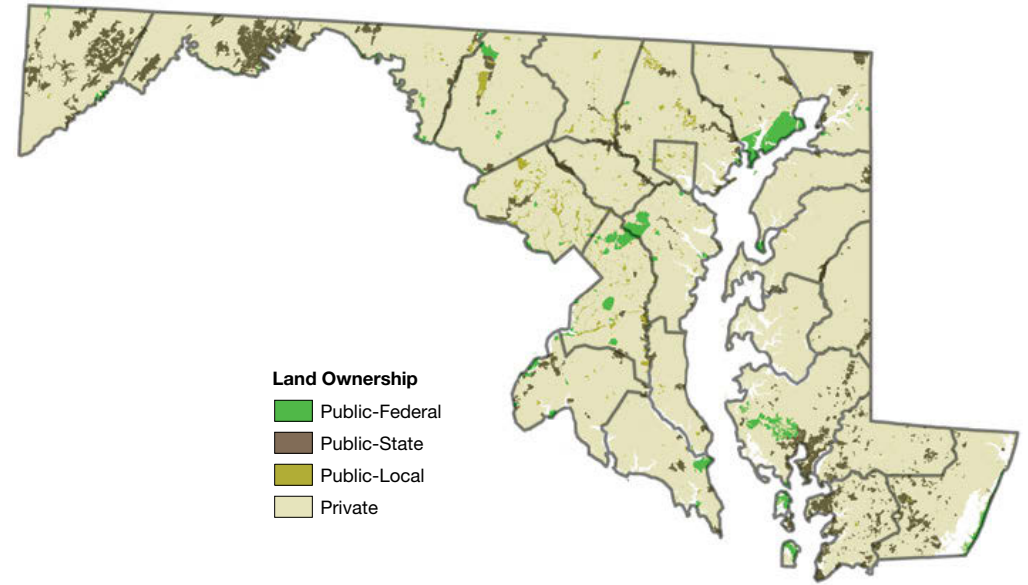 Land Ownership
Public-Federal
Public-State
Public-Local
Private